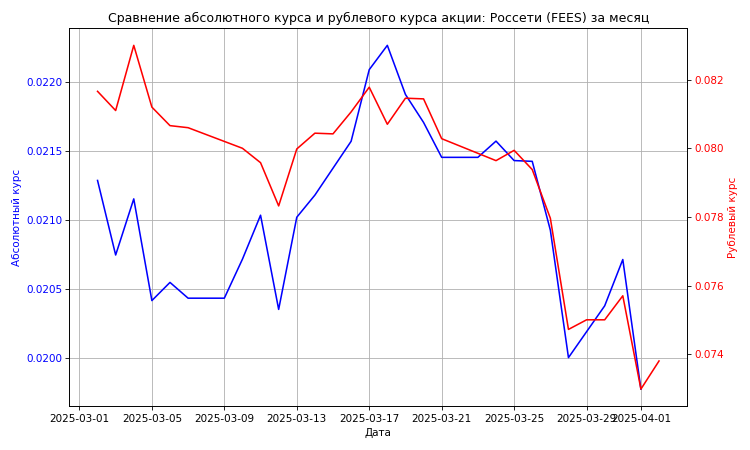 Сравнение абсолютного курса и рублевого курса акции: Россети (FEES) за месяц
0.0220
0.0215
0.0210
0.0205
0.0200
Абсолютный курс
0.082
0.080
0.078
0.076
0.074
Рублевый курс
2025-03-01 2025-03-05 2025-03-09 2025-03-13 2025-03-17 2025-03-21 2025-03-25 2025-03-29 2025-04-01
Дата